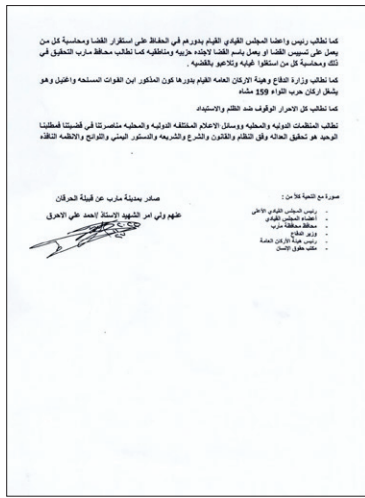 كما نطالب رئيس واعضا المجلس القيادي القيام بدورهم في الحفاظ على استقرار القضا ومحاسبة كل من
يعمل على تسييس القضا او يعمل باسم القضا لاجنده حزبيه ومناطقيه كما نطالب محافظ مارب التحقيق في
ذلك ومحاسبة كل من استغلوا غيابه وتلاعبو بالقضيه .
كما نطالب وزارة الدفاع وهيئة الاركان العامه القيام بدورها كون المذكور ابن القوات المسلحه واغتيل وهو
يشغل اركان حرب اللواء 159 مشاه
كما نطالب كل الاحرار الوقوف ضد الظلم والاستبداد
نطالب المنظمات الدوليه والمحليه ووسائل الاعلام المختلفه الدوليه والمحليه مناصرتنا في قضيتنا فمطلبنا
الوحيد هو تحقيق العداله وفق النظام والقانون والشرع والشريعه والدستور اليمني واللوائح والانظمه النافذه
صادر بمدينة مارب عن قبيلة الحرقان
عنهم ولي امر الشهيد الاستاذ /احمد علي الاحرق
صورة مع التحية كلاً من :
- رئيس المجلس القيادي الأعلى
- أعضاء المجلس القيادي
- محافظ محافظة مارب
- وزير الدفاع
- رئيس هيئة الأركان العامة
- مكتب حقوق الإنسان